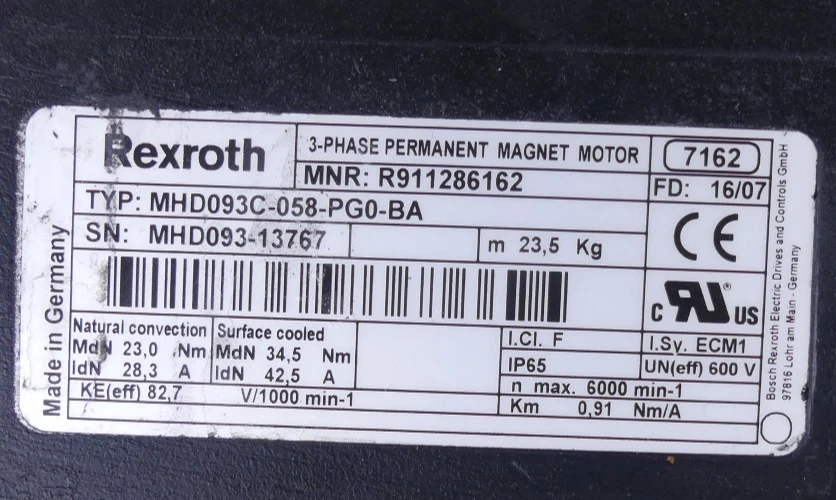 Rexroth
3-PHASE PERMANENT MAGNET MOTOR
7162
MNR: R911286162
FD: 16/07
TYP: MHD093C-058-PG0-BA
SN: MHD093-13767
m 23,5 Kg
CE
c RU ® US
Natural convection
MdN 23,0 Nm
IdN 28,3 A
Surface cooled
MdN 34,5 Nm
IdN 42,5 A
KE(eff) 82,7 V/1000 min-1
I.Cl. F
I.Sy. ECM1
IP65
UN(eff) 600 V
n max. 6000 min-1
Km 0,91 Nm/A
Made in Germany
Bosch Rexroth Electric Drives and Controls GmbH
97816 Lohr am Main - Germany